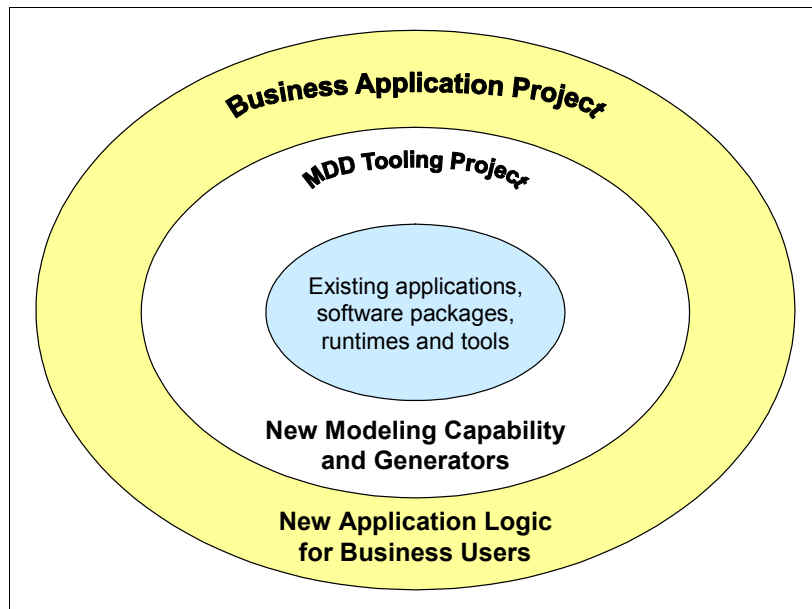 Business Application Project
MDD Tooling Project
Existing applications,
software packages,
runtimes and tools
New Modeling Capability
and Generators
New Application Logic
for Business Users